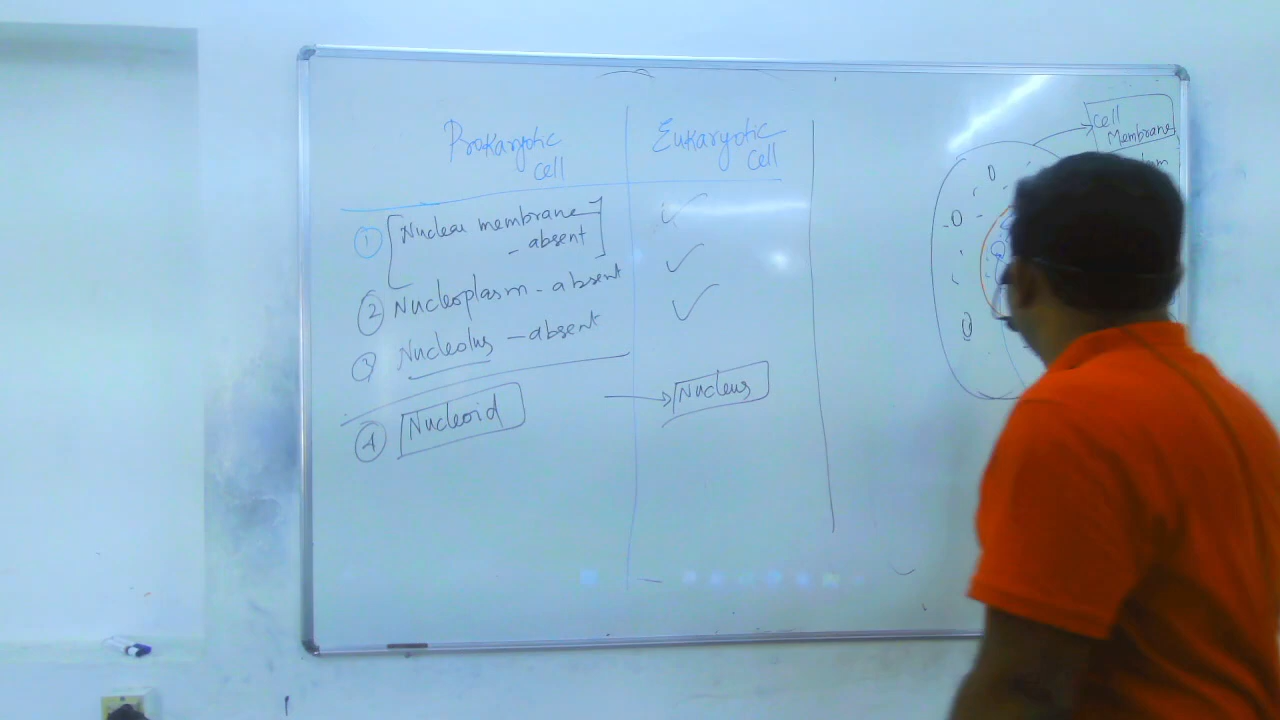 Prokaryotic
cell
Eukaryotic
cell
① Nuclear membrane
- absent
✓
② Nucleoplasm - absent
✓
③ Nucleolus - absent
✓
④ Nucleoid
Nucleus
Cell
Membrane